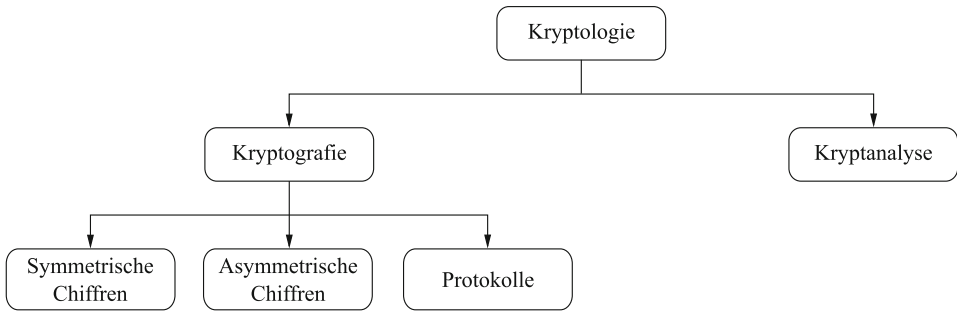 Kryptologie
Kryptografie
Kryptanalyse
Symmetrische
Chiffren
Asymmetrische
Chiffren
Protokolle